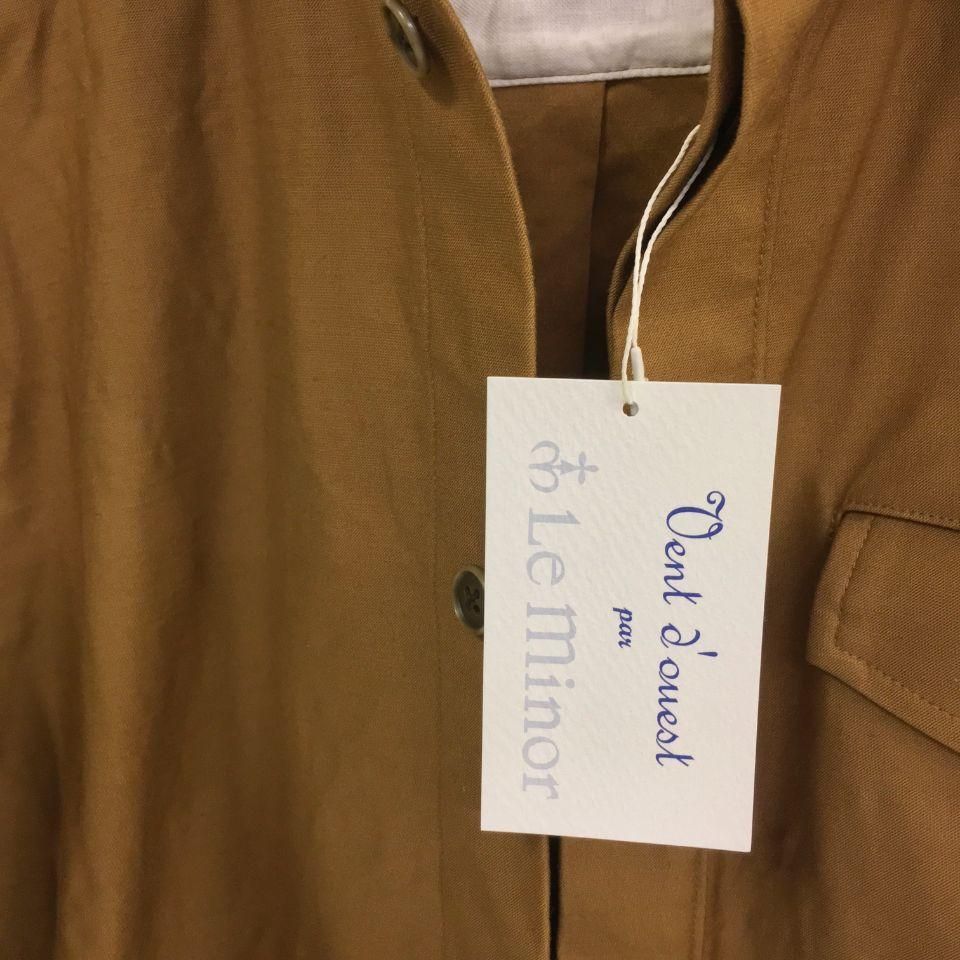 Vent d'ouest
par
Le Minor